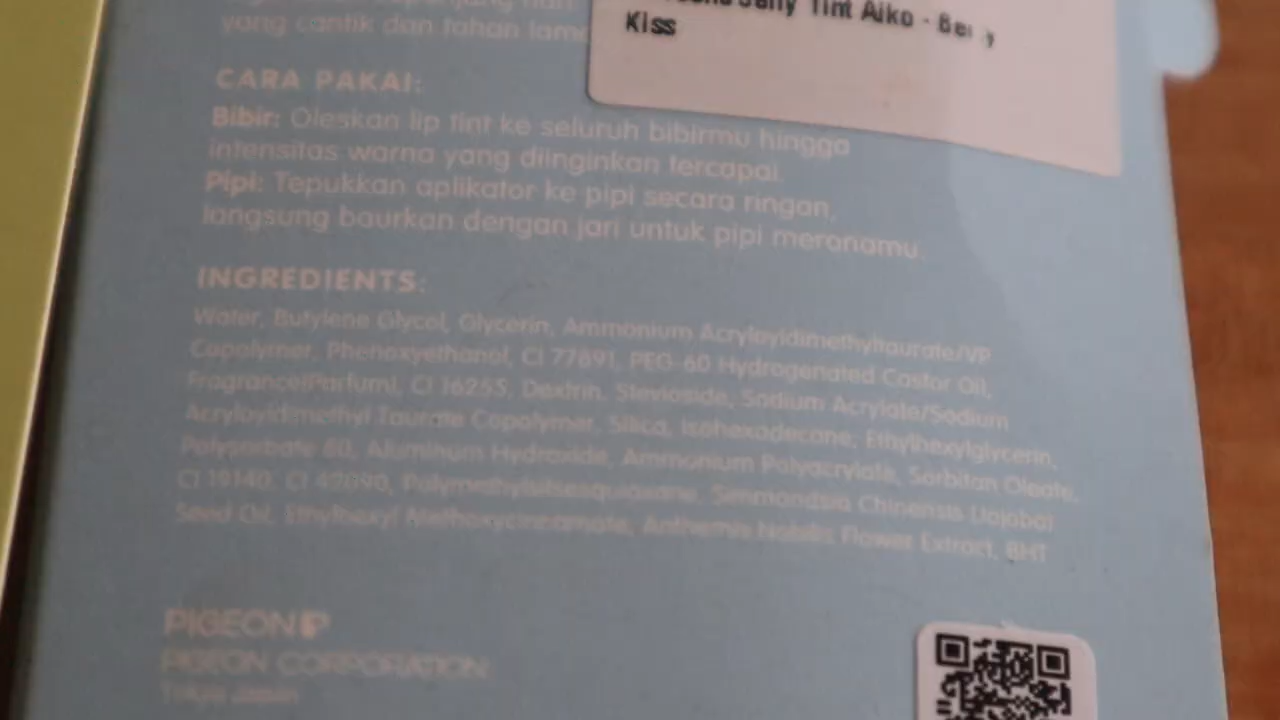 yang cantik dan tahan lama
Jelly Tint Aiko - Berry
Kiss
CARA PAKAI:
Bibir: Oleskan lip tint ke seluruh bibirmu hingga
intensitas warna yang diinginkan tercapai.
Pipi: Tepukkan aplikator ke pipi secara ringan,
langsung baurkan dengan jari untuk pipi meronamu.
INGREDIENTS:
Water, Butylene Glycol, Glycerin, Ammonium Acryloyldimethyltaurate/VP
Copolymer, Phenoxyethanol, CI 77891, PEG-60 Hydrogenated Castor Oil,
Fragrance(Parfum), CI 16255, Dextrin, Stevioside, Sodium Acrylate/Sodium
Acryloyldimethyl Taurate Copolymer, Silica, Isohexadecane, Ethylhexylglycerin,
Polysorbate 80, Aluminum Hydroxide, Ammonium Polyacrylate, Sorbitan Oleate,
CI 19140, CI 42090, Polymethylsilsesquioxane, Simmondsia Chinensis (Jojoba)
Seed Oil, Ethylhexyl Methoxycinnamate, Anthemis Nobilis Flower Extract, BHT
PIGEON
PIGEON CORPORATION